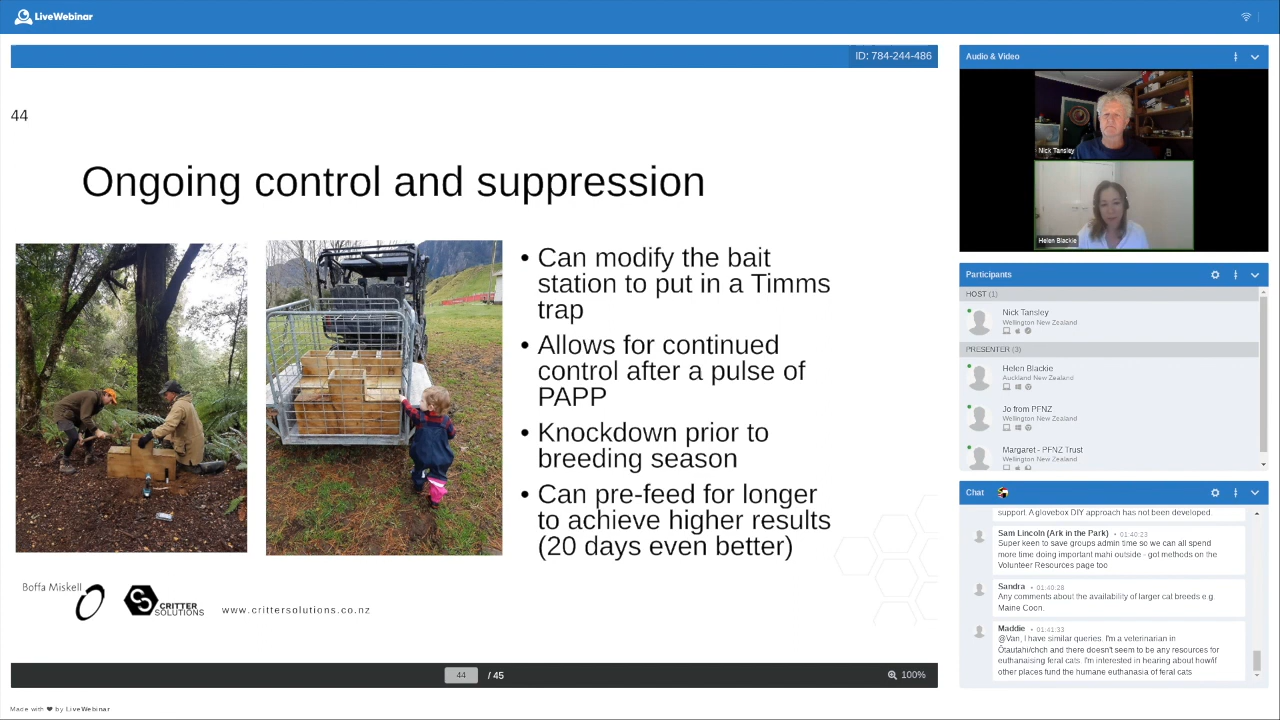 LiveWebinar
ID: 784-244-486
44
Ongoing control and suppression
• Can modify the bait
station to put in a Timms
trap
• Allows for continued
control after a pulse of
PAPP
• Knockdown prior to
breeding season
• Can pre-feed for longer
to achieve higher results
(20 days even better)
Boffa Miskell
CRITTER
SOLUTIONS
www.crittersolutions.co.nz
44 / 45
100%
Made with ❤ by LiveWebinar
Audio & Video
Nick Tansley
Helen Blackie
Participants
HOST (1)
Nick Tansley
Wellington New Zealand
PRESENTER (3)
Helen Blackie
Auckland New Zealand
Jo from PFNZ
Wellington New Zealand
Margaret - PFNZ Trust
Wellington New Zealand
Chat
support. A glovebox DIY approach has not been developed.
Sam Lincoln (Ark in the Park) • 01:40:23
Super keen to save groups admin time so we can all spend
more time doing important mahi outside - got methods on the
Volunteer Resources page too
Sandra • 01:40:28
Any comments about the availability of larger cat breeds e.g
Maine Coon.
Maddie • 01:41:33
@Van, I have similar queries. I'm a veterinarian in
Ōtautahi/chch and there doesn't seem to be any resources for
euthanaising feral cats. I'm interested in hearing about how/if
other places fund the humane euthanasia of feral cats